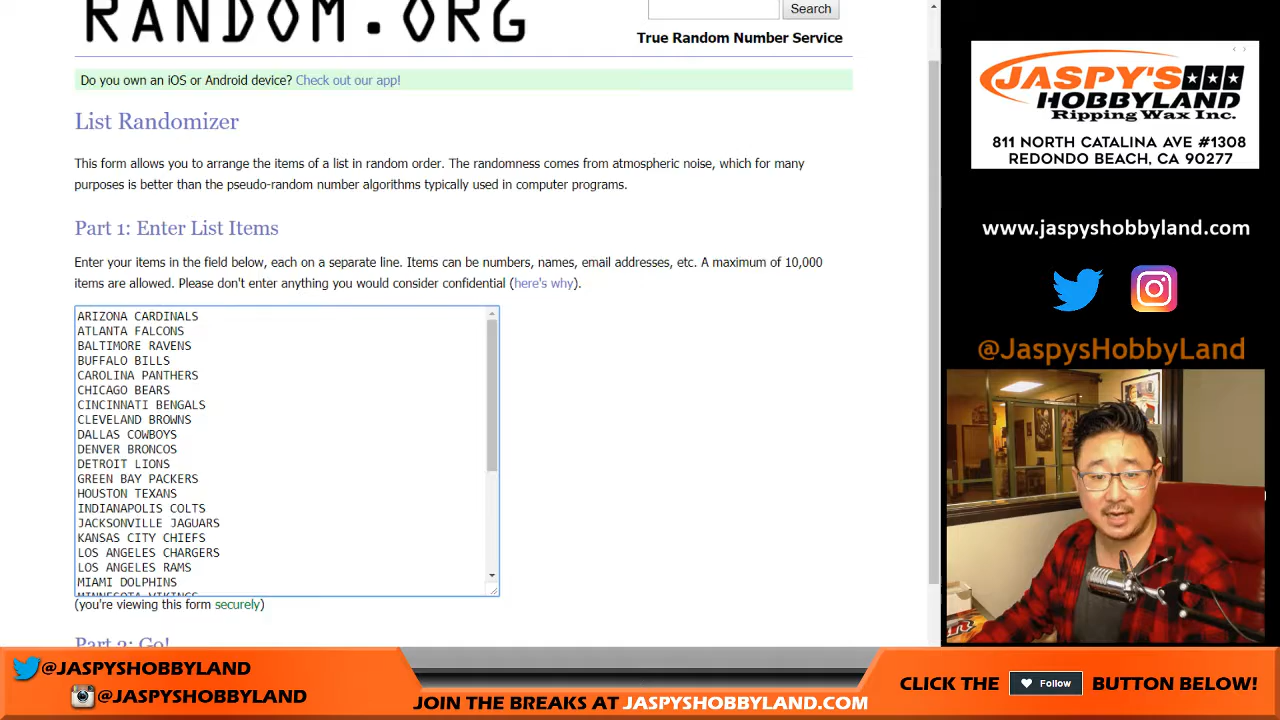 RANDOM.ORG
Search
True Random Number Service
Do you own an iOS or Android device? Check out our app!
List Randomizer
This form allows you to arrange the items of a list in random order. The randomness comes from atmospheric noise, which for many
purposes is better than the pseudo-random number algorithms typically used in computer programs.
Part 1: Enter List Items
Enter your items in the field below, each on a separate line. Items can be numbers, names, email addresses, etc. A maximum of 10,000
items are allowed. Please don't enter anything you would consider confidential (here's why).
ARIZONA CARDINALS
ATLANTA FALCONS
BALTIMORE RAVENS
BUFFALO BILLS
CAROLINA PANTHERS
CHICAGO BEARS
CINCINNATI BENGALS
CLEVELAND BROWNS
DALLAS COWBOYS
DENVER BRONCOS
DETROIT LIONS
GREEN BAY PACKERS
HOUSTON TEXANS
INDIANAPOLIS COLTS
JACKSONVILLE JAGUARS
KANSAS CITY CHIEFS
LOS ANGELES CHARGERS
LOS ANGELES RAMS
MIAMI DOLPHINS
MINNESOTA VIKINGS
(you're viewing this form securely)
Part 2: Go!
JASPY'S
HOBBYLAND
Ripping Wax Inc.
811 NORTH CATALINA AVE #1308
REDONDO BEACH, CA 90277
www.jaspyshobbyland.com
@JaspysHobbyLand
@JASPYSHOBBYLAND
@JASPYSHOBBYLAND
JOIN THE BREAKS AT JASPYSHOBBYLAND.COM
CLICK THE Follow BUTTON BELOW!